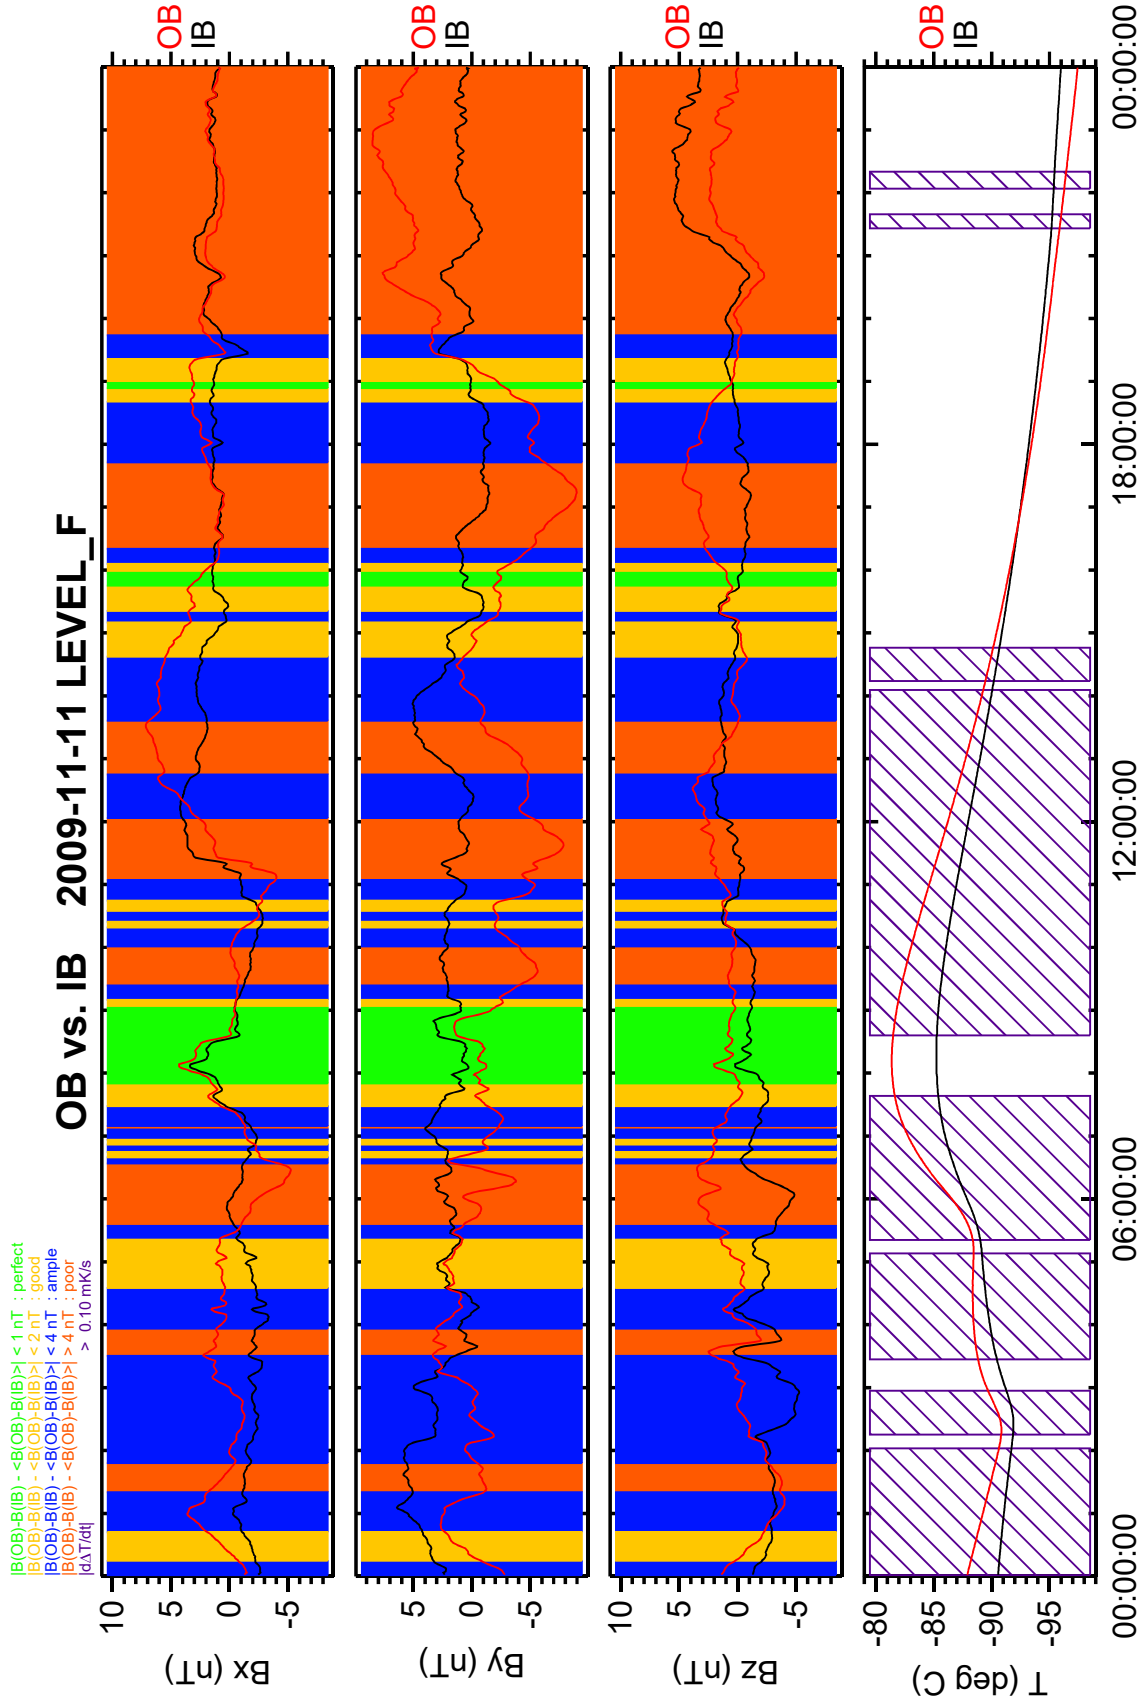 OB vs. IB 2009-11-11 LEVEL_F
|B(OB)-B(IB) - <B(OB)-B(IB)>| < 1 nT : perfect
|B(OB)-B(IB) - <B(OB)-B(IB)>| < 2 nT : good
|B(OB)-B(IB) - <B(OB)-B(IB)>| < 4 nT : ample
|B(OB)-B(IB) - <B(OB)-B(IB)>| > 4 nT : poor
|dΔT/dt| > 0.10 mK/s
Bx (nT)
10
5
0
-5
OB
IB
By (nT)
5
0
-5
OB
IB
Bz (nT)
5
0
-5
OB
IB
T (deg C)
-80
-85
-90
-95
OB
IB
00:00:00
06:00:00
12:00:00
18:00:00
00:00:00